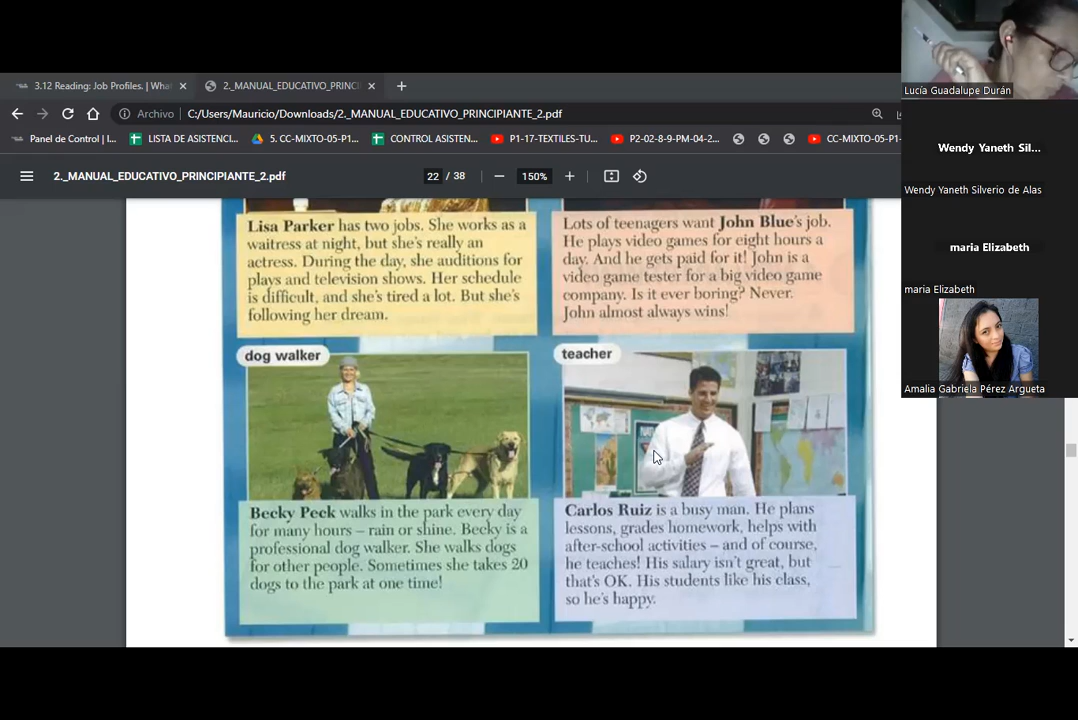 3.12 Reading: Job Profiles. | Wha
2._MANUAL_EDUCATIVO_PRINCI
Archivo
C:/Users/Mauricio/Downloads/2._MANUAL_EDUCATIVO_PRINCIPIANTE_2.pdf
Panel de Control | I...
LISTA DE ASISTENCI...
5. CC-MIXTO-05-P1...
CONTROL ASISTEN...
P1-17-TEXTILES-TU...
P2-02-8-9-PM-04-2...
CC-MIXTO-05-P1
2._MANUAL_EDUCATIVO_PRINCIPIANTE_2.pdf
22 / 38
150%
Lisa Parker has two jobs. She works as a
waitress at night, but she's really an
actress. During the day, she auditions for
plays and television shows. Her schedule
is difficult, and she's tired a lot. But she's
following her dream.
Lots of teenagers want John Blue's job.
He plays video games for eight hours a
day. And he gets paid for it! John is a
video game tester for a big video game
company. Is it ever boring? Never.
John almost always wins!
dog walker
Becky Peck walks in the park every day
for many hours – rain or shine. Becky is a
professional dog walker. She walks dogs
for other people. Sometimes she takes 20
dogs to the park at one time!
teacher
Carlos Ruiz is a busy man. He plans
lessons, grades homework, helps with
after-school activities – and of course,
he teaches! His salary isn't great, but
that's OK. His students like his class,
so he's happy.
Lucía Guadalupe Durán
Wendy Yaneth Sil...
Wendy Yaneth Silverio de Alas
maria Elizabeth
maria Elizabeth
Amalia Gabriela Pérez Argueta